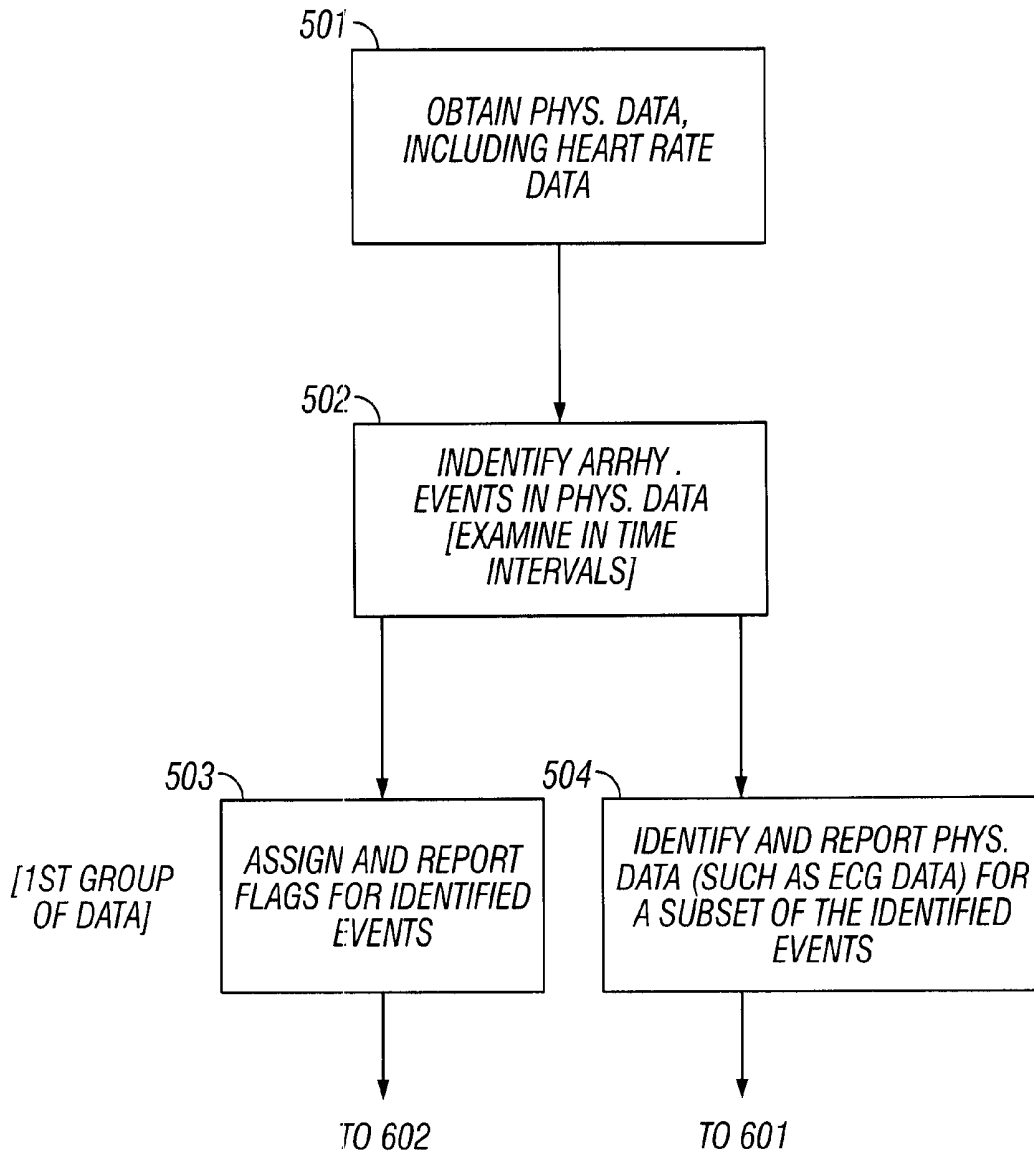 501
OBTAIN PHYS. DATA,
INCLUDING HEART RATE
DATA
502
INDENTIFY ARRHY .
EVENTS IN PHYS. DATA
[EXAMINE IN TIME
INTERVALS]
503
ASSIGN AND REPORT
FLAGS FOR IDENTIFIED
EVENTS
[1ST GROUP
OF DATA]
504
IDENTIFY AND REPORT PHYS.
DATA (SUCH AS ECG DATA) FOR
A SUBSET OF THE IDENTIFIED
EVENTS
TO 602
TO 601